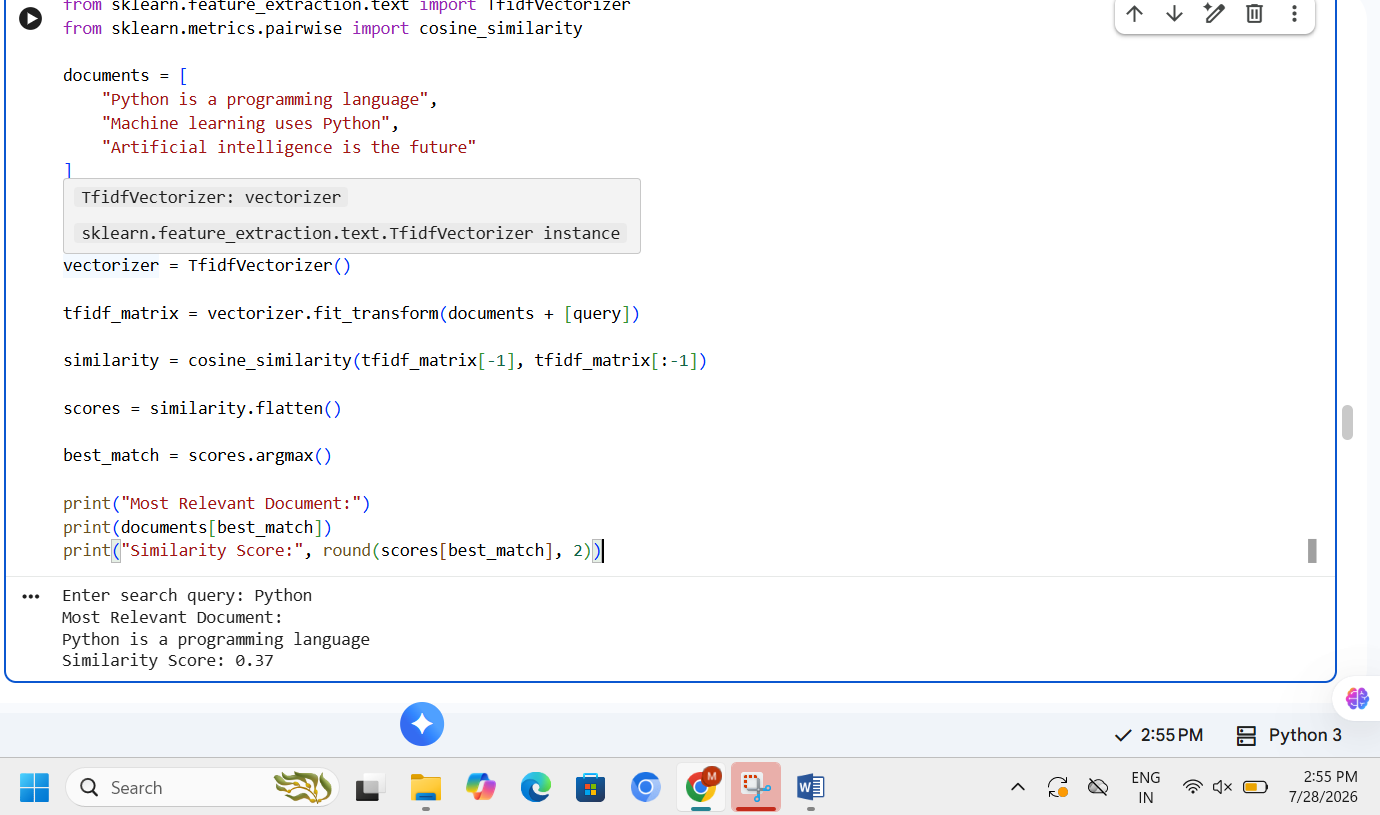 from sklearn.feature_extraction.text import TfidfVectorizer
from sklearn.metrics.pairwise import cosine_similarity
documents = [
"Python is a programming language",
"Machine learning uses Python",
"Artificial intelligence is the future"
]
TfidfVectorizer: vectorizer
sklearn.feature_extraction.text.TfidfVectorizer instance
vectorizer = TfidfVectorizer()
tfidf_matrix = vectorizer.fit_transform(documents + [query])
similarity = cosine_similarity(tfidf_matrix[-1], tfidf_matrix[:-1])
scores = similarity.flatten()
best_match = scores.argmax()
print("Most Relevant Document:")
print(documents[best_match])
print("Similarity Score:", round(scores[best_match], 2))
Enter search query: Python
Most Relevant Document:
Python is a programming language
Similarity Score: 0.37
2:55 PM
Python 3
Search
M
W
ENG
IN
2:55 PM
7/28/2026